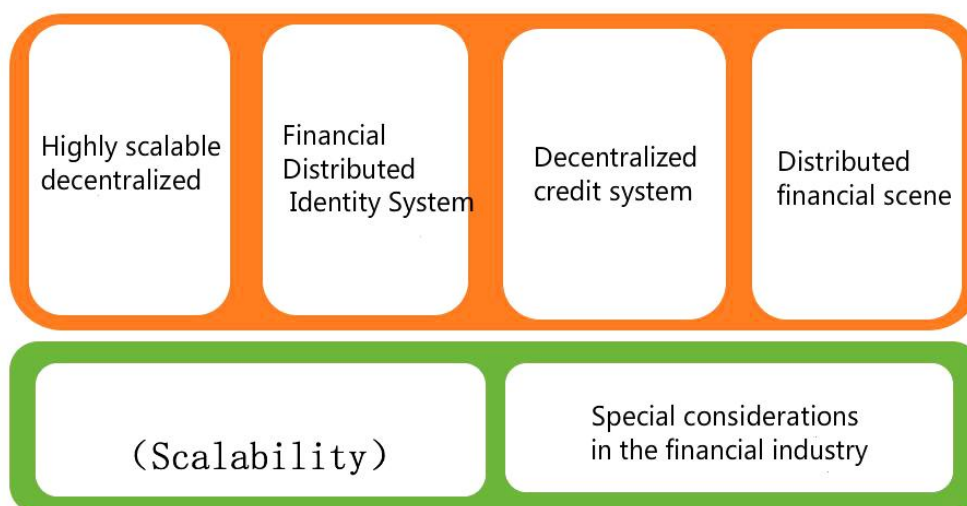 Highly scalable
decentralized
Financial
Distributed
Identity System
Decentralized
credit system
Distributed
financial scene
（Scalability）
Special considerations
in the financial industry